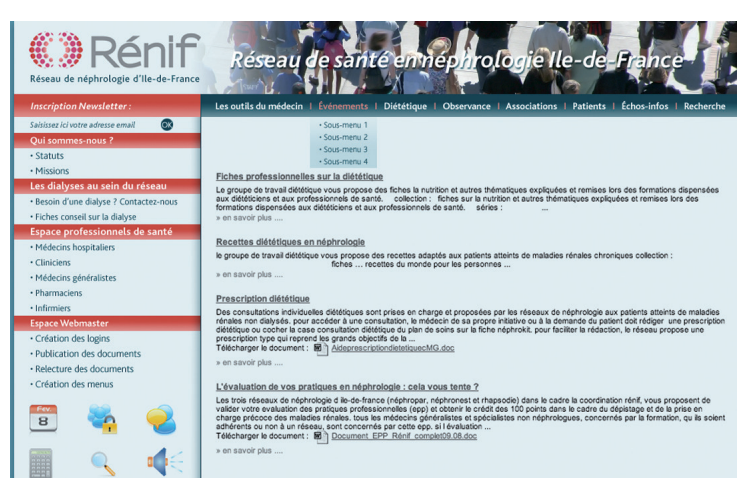 Rénif
Réseau de néphrologie d'Ile-de-France
Réseau de santé en néphrologie Ile-de-France
Inscription Newsletter :
Saisissez ici votre adresse email OK
Qui sommes-nous ?
• Statuts
• Missions
Les dialyses au sein du réseau
• Besoin d'une dialyse ? Contactez-nous
• Fiches conseil sur la dialyse
Espace professionnels de santé
• Médecins hospitaliers
• Cliniciens
• Médecins généralistes
• Pharmaciens
• Infirmiers
Espace Webmaster
• Création des logins
• Publication des documents
• Relecture des documents
• Création des menus
Fev.
8
Les outils du médecin | Événements | Diététique | Observance | Associations | Patients | Échos-infos | Recherche
• Sous-menu 1
• Sous-menu 2
• Sous-menu 3
• Sous-menu 4
Fiches professionnelles sur la diététique
Le groupe de travail diététique vous propose des fiches la nutrition et autres thématiques expliquées et remises lors des formations dispensées
aux diététiciens et aux professionnels de santé. collection : fiches sur la nutrition et autres thématiques expliquées et remises lors des
formations dispensées aux diététiciens et aux professionnels de santé. séries : ...
» en savoir plus ....
Recettes diététiques en néphrologie
le groupe de travail diététique vous propose des recettes adaptés aux patients atteints de maladies rénales chroniques collection :
fiches ... recettes du monde pour les personnes ...
» en savoir plus ....
Prescription diététique
Des consultations individuelles diététiques sont prises en charge et proposées par les réseaux de néphrologie aux patients atteints de maladies
rénales non dialysés. pour accéder à une consultation, le médecin de sa propre initiative ou à la demande du patient doit rédiger une prescription
diététique ou cocher la case consultation diététique du plan de soins sur la fiche néphrokit. pour faciliter la rédaction, le réseau propose une
prescription type qui reprend les grands objectifs de la ...
Télécharger le document : AideprescriptiondietetiquecMG.doc
» en savoir plus ....
L'évaluation de vos pratiques en néphrologie : cela vous tente ?
Les trois réseaux de néphrologie d ile-de-france (néphropar, néphronest et rhapsodie) dans le cadre la coordination rénif, vous proposent de
valider votre evaluation des pratiques professionnelles (epp) et obtenir le crédit des 100 points dans le cadre du dépistage et de la prise en
charge précoce des maladies rénales. tous les médecins généralistes et spécialistes non néphrologues, concernés par la formation, qu ils soient
adhérents ou non à un réseau, sont concernés par cette epp. si l évaluation ...
Télécharger le document : Document_EPP_Rénif_complet09.08.doc
» en savoir plus ....